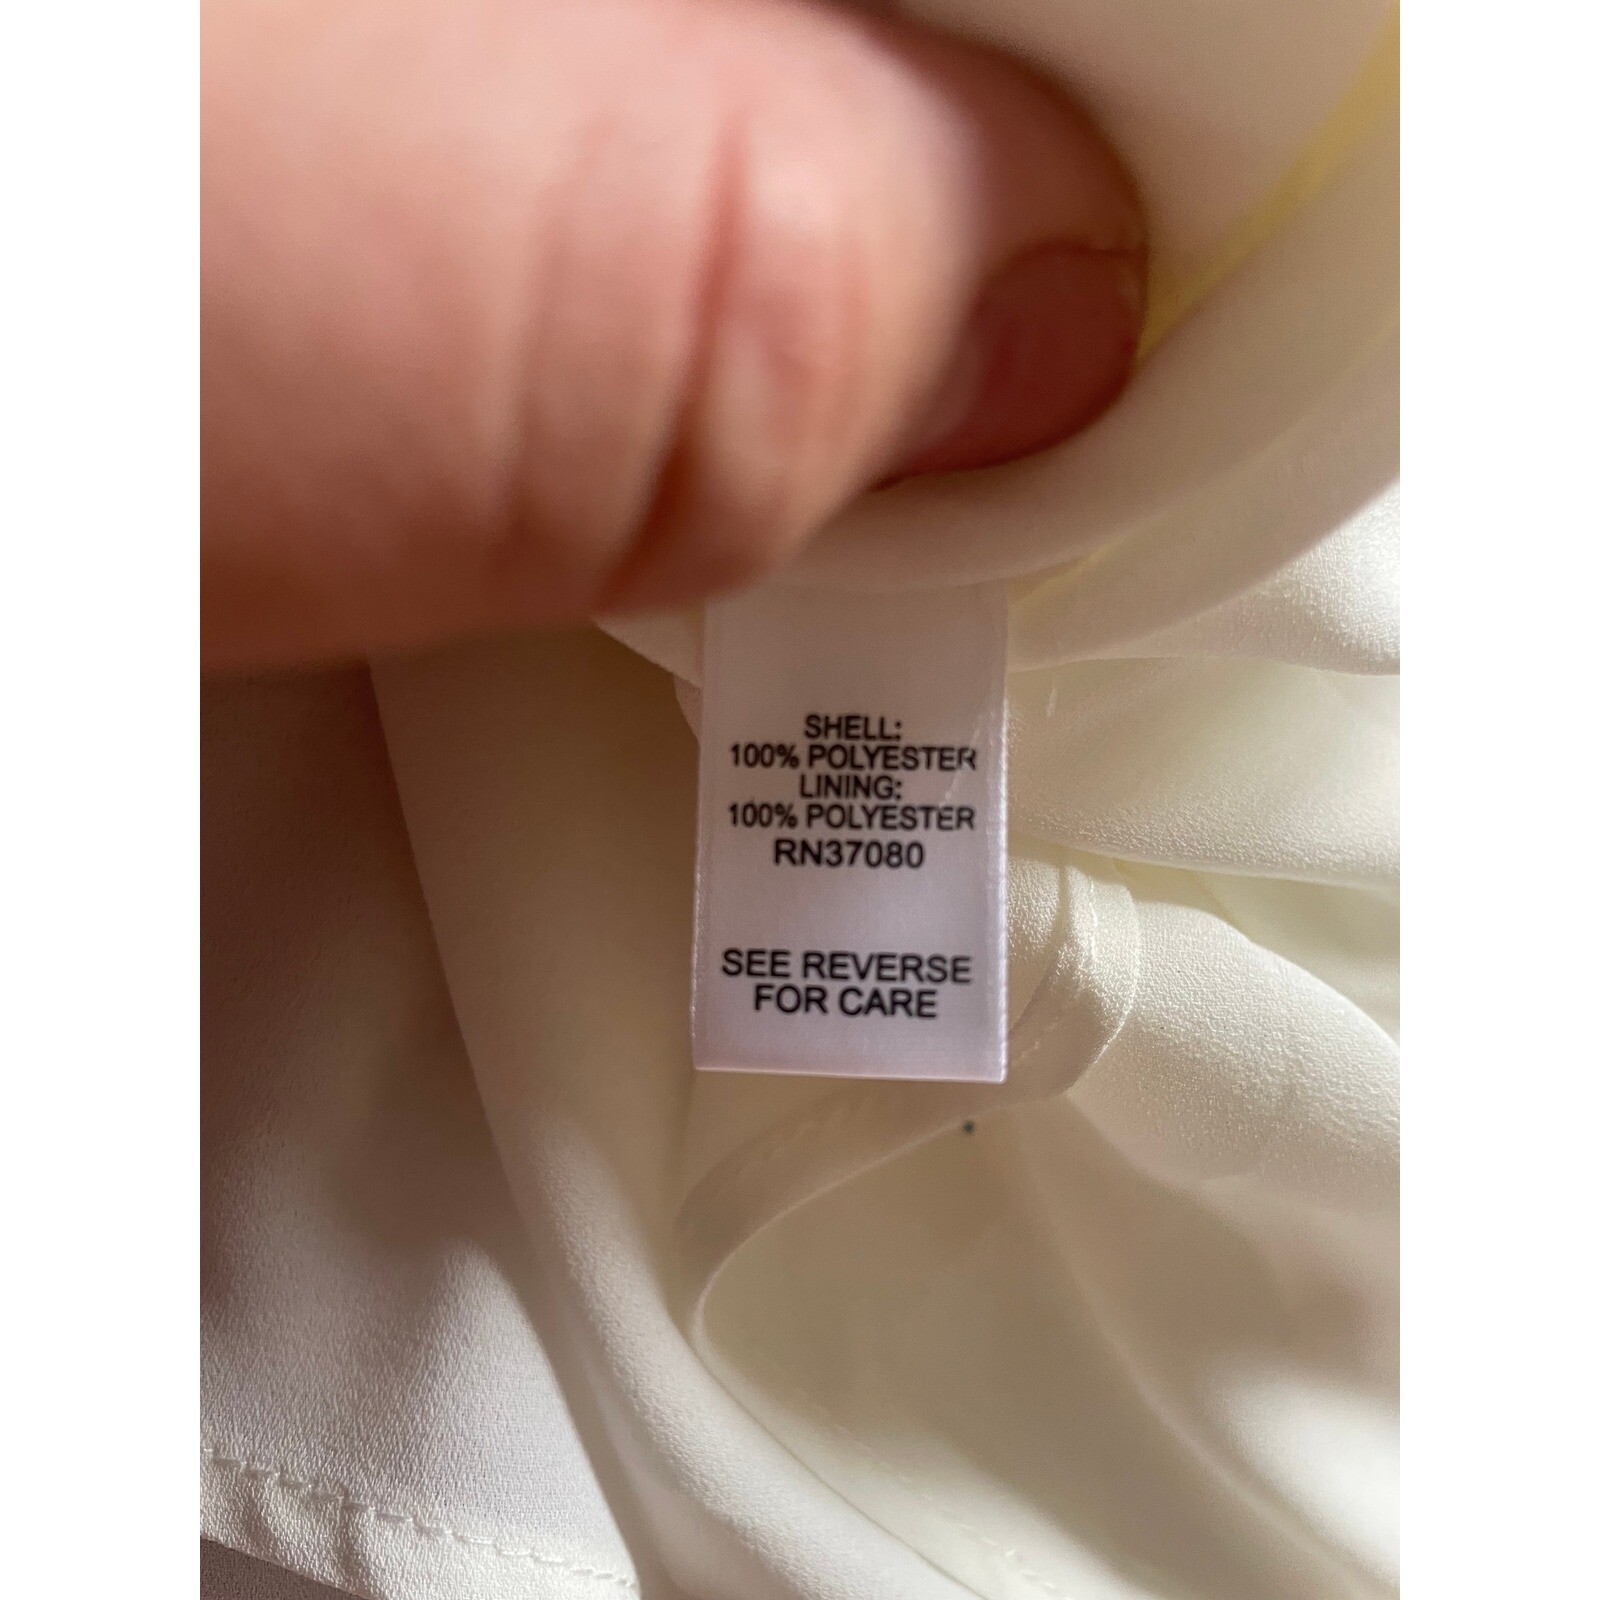 SHELL:
100% POLYESTER
LINING:
100% POLYESTER
RN37080
SEE REVERSE
FOR CARE